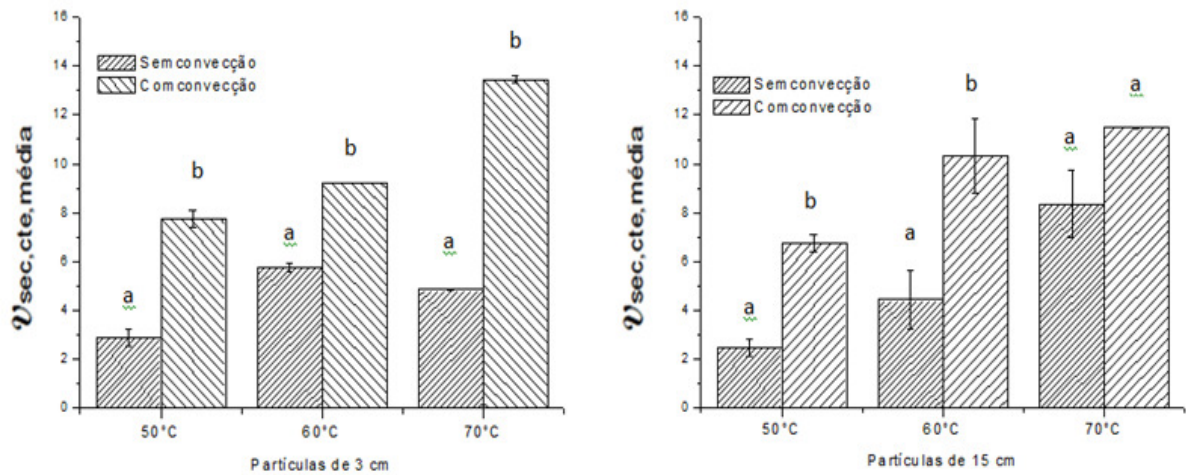 𝒗sec,cte,média
16
14
12
10
8
6
4
2
0
Sem convecção
Com convecção
a
b
a
b
a
b
50°C
60°C
70°C
Partículas de 3 cm
𝒗sec,cte,média
16
14
12
10
8
6
4
2
0
Sem convecção
Com convecção
a
b
a
b
a
a
50°C
60°C
70°C
Partículas de 15 cm